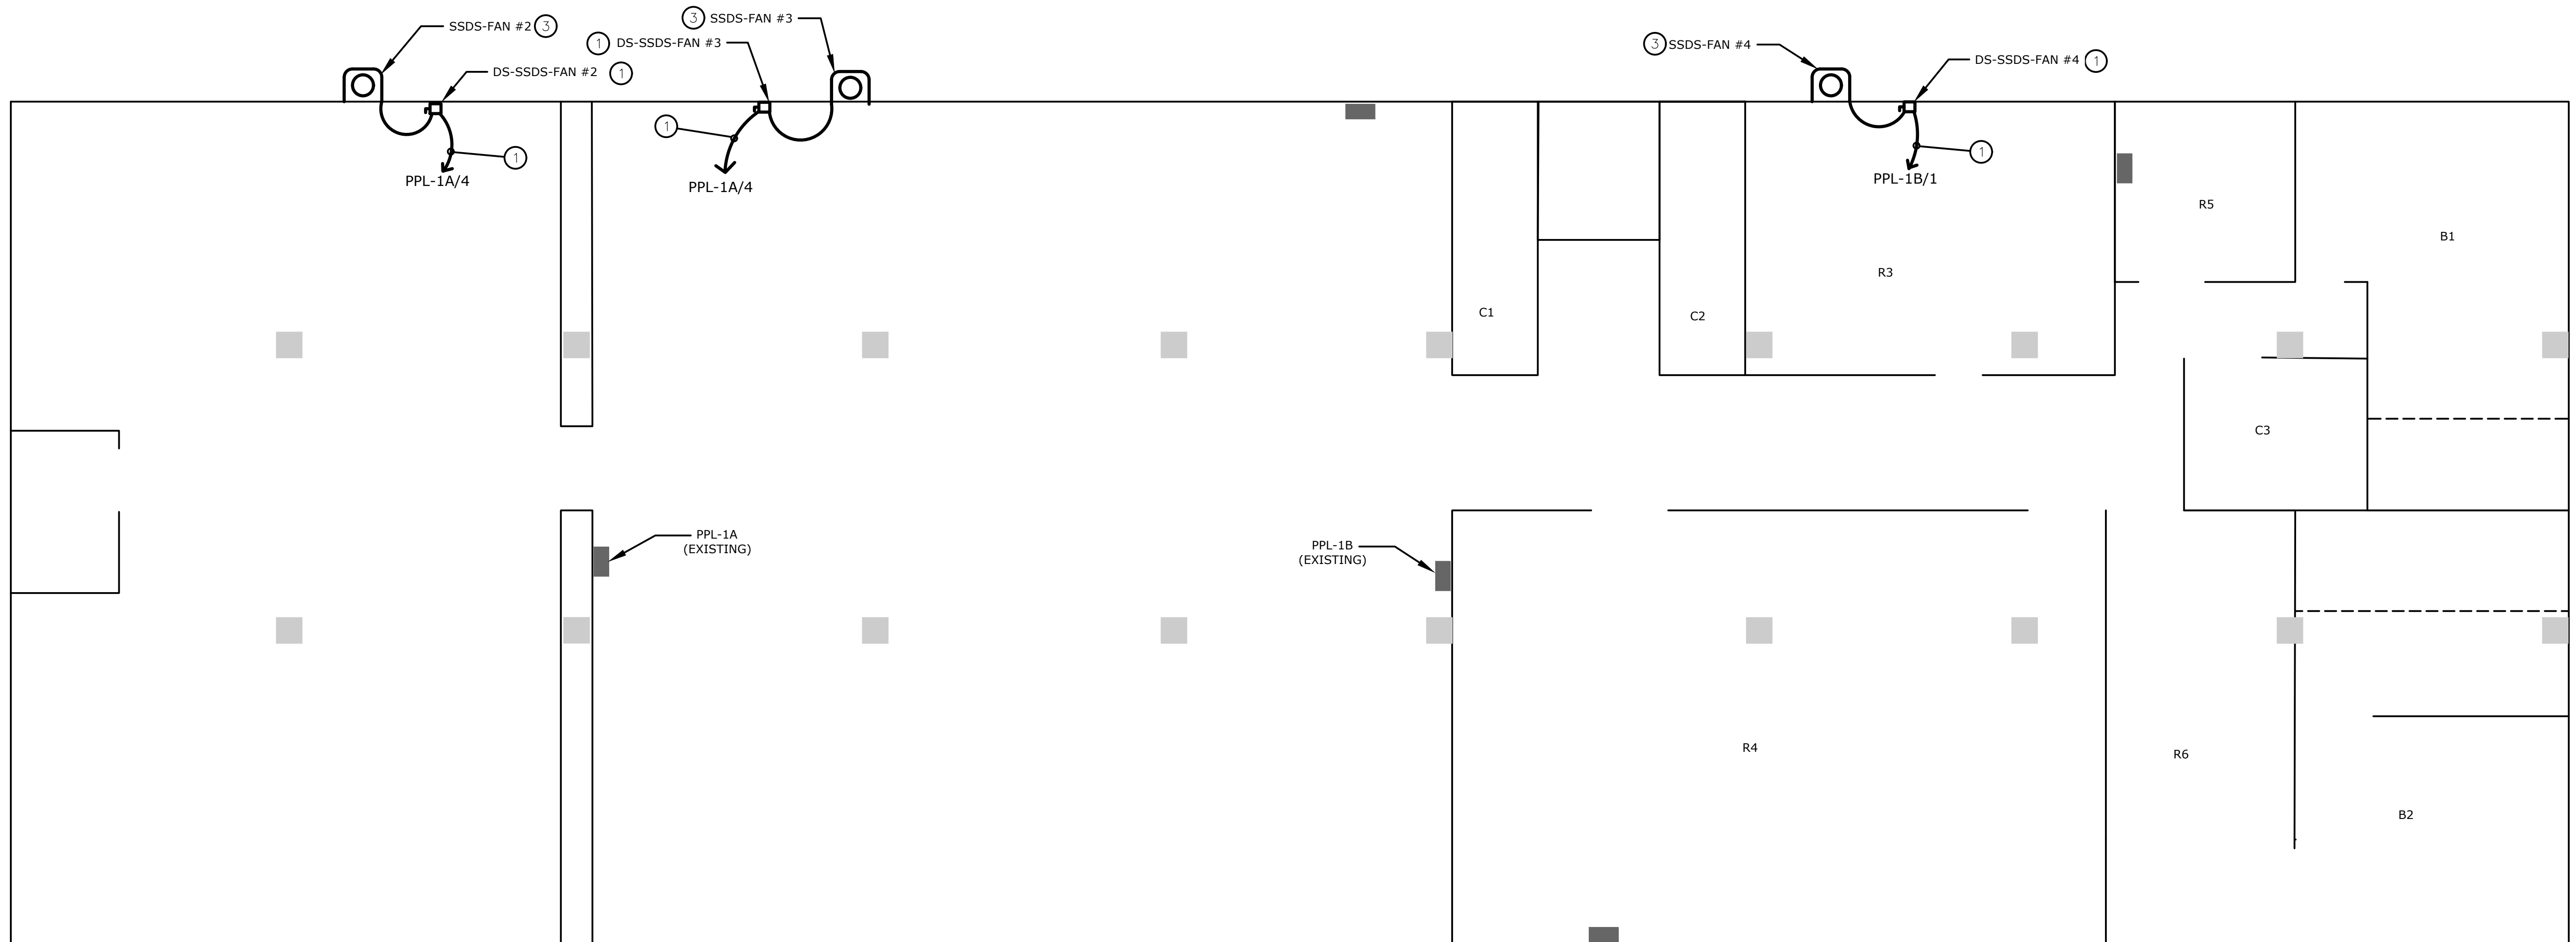 SSDS-FAN #2 3
3 SSDS-FAN #3
1 DS-SSDS-FAN #3
3 SSDS-FAN #4
DS-SSDS-FAN #4 1
DS-SSDS-FAN #2 1
1
1
1
PPL-1A/4
PPL-1A/4
PPL-1B/1
R5
B1
R3
C1
C2
C3
PPL-1A
(EXISTING)
PPL-1B
(EXISTING)
R4
R6
B2